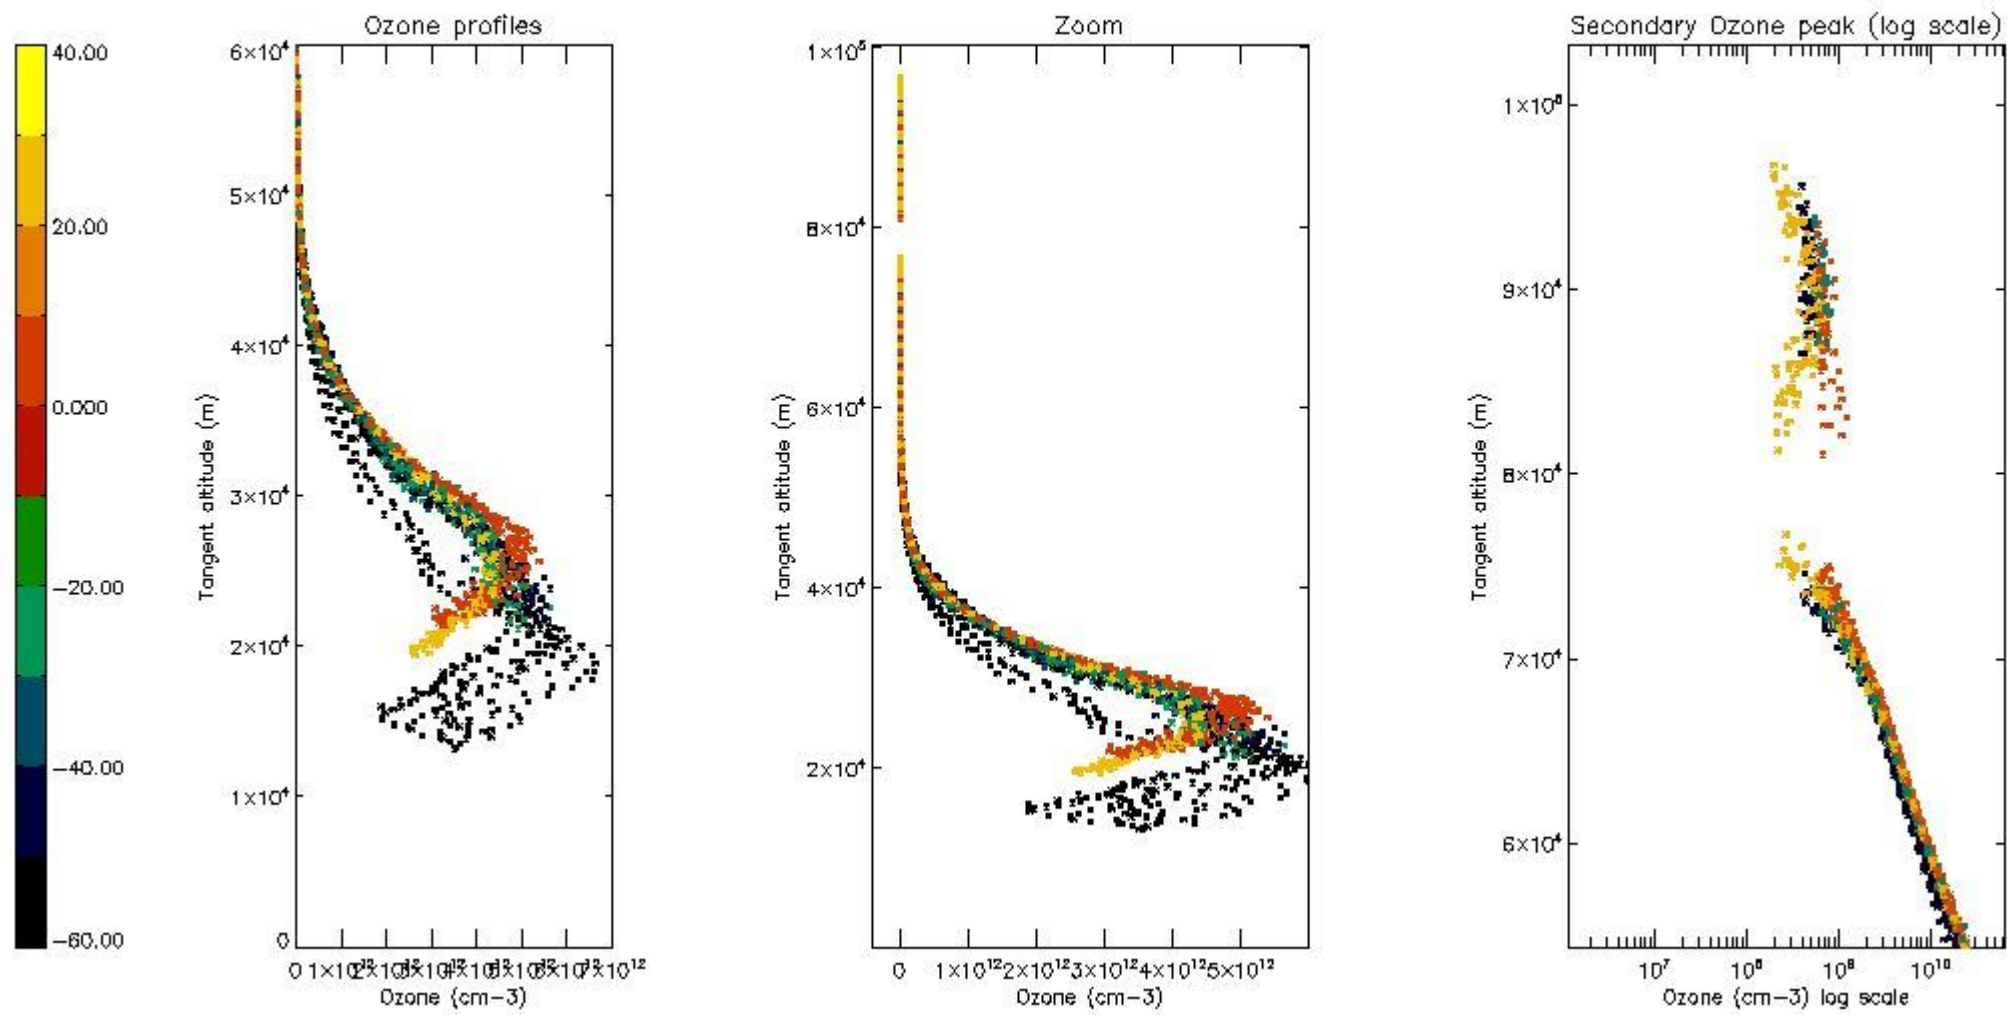 Ozone profiles
Zoom
Secondary Ozone peak (log scale)
40.00
20.00
0.000
−20.00
−40.00
−60.00
6×10⁴
5×10⁴
4×10⁴
3×10⁴
2×10⁴
1×10⁴
0
Tangent altitude (m)
0
Ozone (cm−3)
1×10⁵
8×10⁴
6×10⁴
4×10⁴
2×10⁴
Tangent altitude (m)
0 1×10¹² 2×10¹² 3×10¹² 4×10¹² 5×10¹²
Ozone (cm−3)
9×10⁴
8×10⁴
7×10⁴
6×10⁴
Tangent altitude (m)
10⁷ 10⁸ 10⁹ 10¹⁰
Ozone (cm−3) log scale